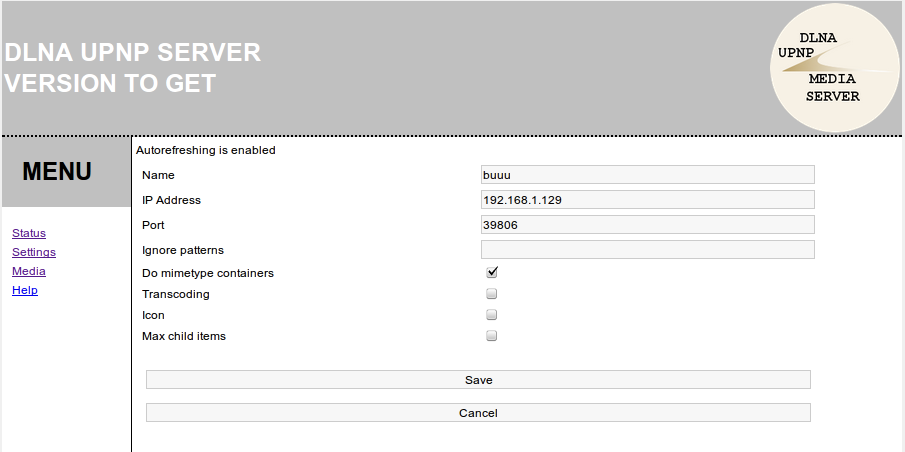 DLNA UPNP SERVER
VERSION TO GET
DLNA
UPNP
MEDIA
SERVER
MENU
Status
Settings
Media
Help
Autorefreshing is enabled
Name buuu
IP Address 192.168.1.129
Port 39806
Ignore patterns
Do mimetype containers
Transcoding
Icon
Max child items
Save
Cancel